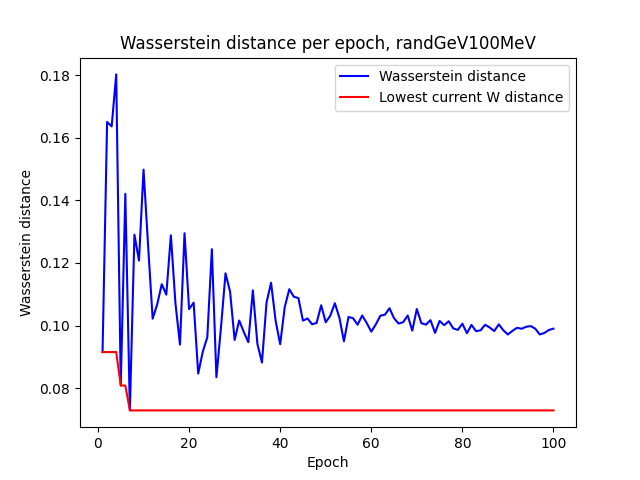 Wasserstein distance per epoch, randGeV100MeV
Wasserstein distance
Lowest current W distance
Wasserstein distance
0.18
0.16
0.14
0.12
0.10
0.08
0
20
40
60
80
100
Epoch